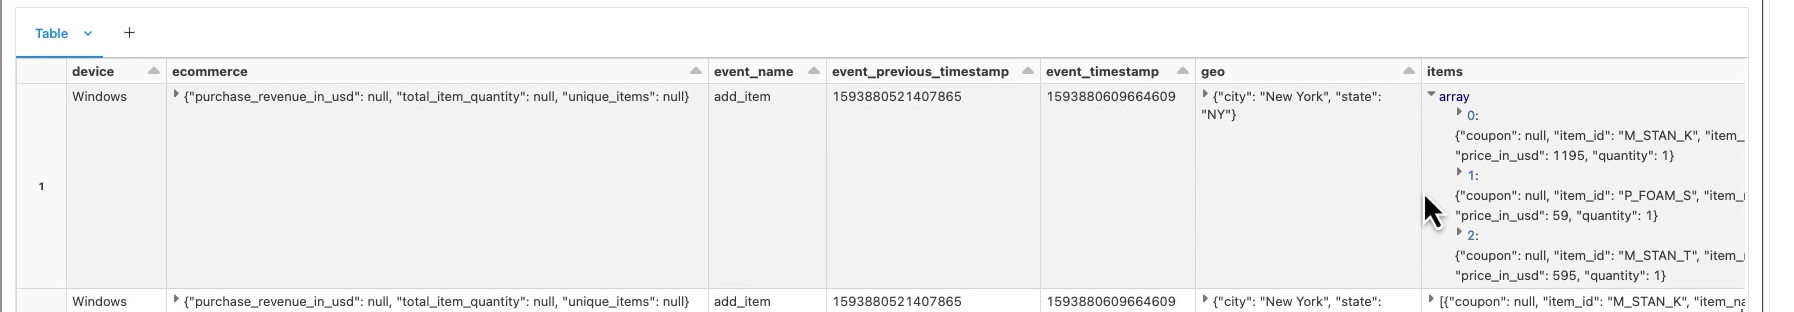 Table +
device ecommerce event_name event_previous_timestamp event_timestamp geo items
1 Windows {"purchase_revenue_in_usd": null, "total_item_quantity": null, "unique_items": null} add_item 1593880521407865 1593880609664609 {"city": "New York", "state": array
"NY"} 0:
{"coupon": null, "item_id": "M_STAN_K", "item_
"price_in_usd": 1195, "quantity": 1}
1:
{"coupon": null, "item_id": "P_FOAM_S", "item_
"price_in_usd": 59, "quantity": 1}
2:
{"coupon": null, "item_id": "M_STAN_T", "item_
"price_in_usd": 595, "quantity": 1}
Windows {"purchase_revenue_in_usd": null, "total_item_quantity": null, "unique_items": null} add_item 1593880521407865 1593880609664609 {"city": "New York", "state": [{"coupon": null, "item_id": "M_STAN_K", "item_na